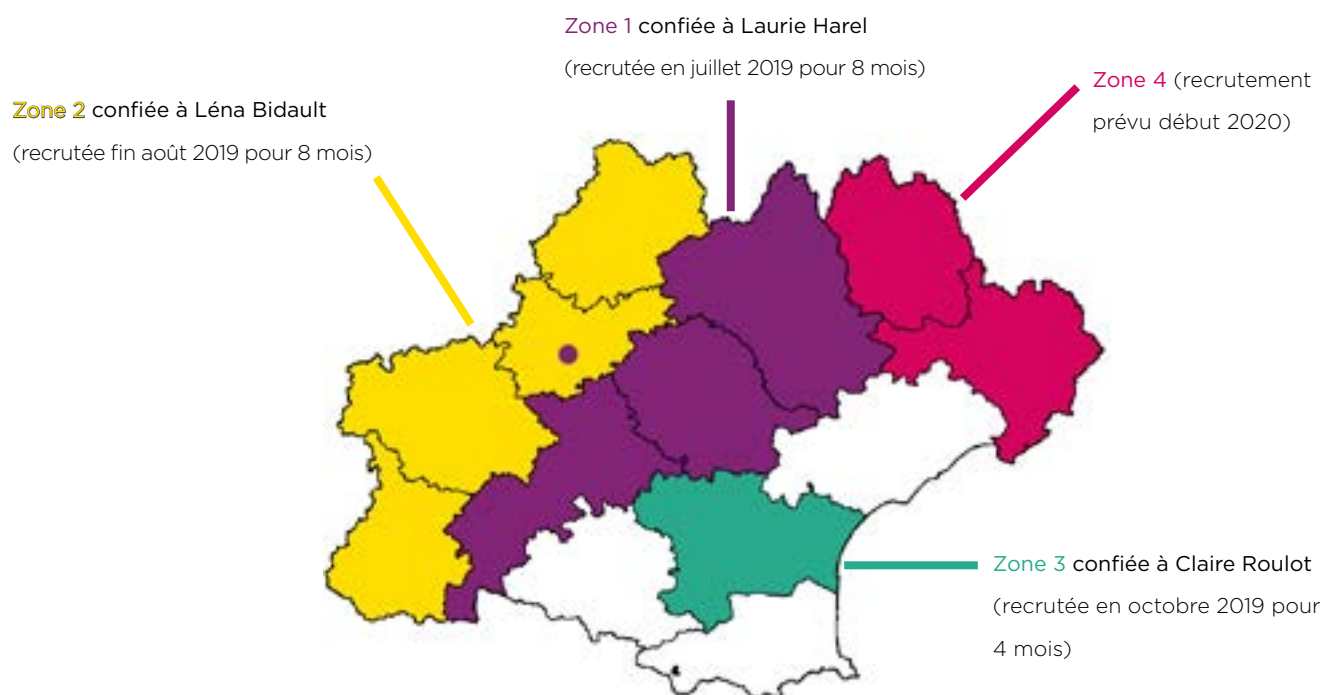 Zone 1 confiée à Laurie Harel
(recrutée en juillet 2019 pour 8 mois)
Zone 4 (recrutement
prévu début 2020)
Zone 2 confiée à Léna Bidault
(recrutée fin août 2019 pour 8 mois)
Zone 3 confiée à Claire Roulot
(recrutée en octobre 2019 pour
4 mois)